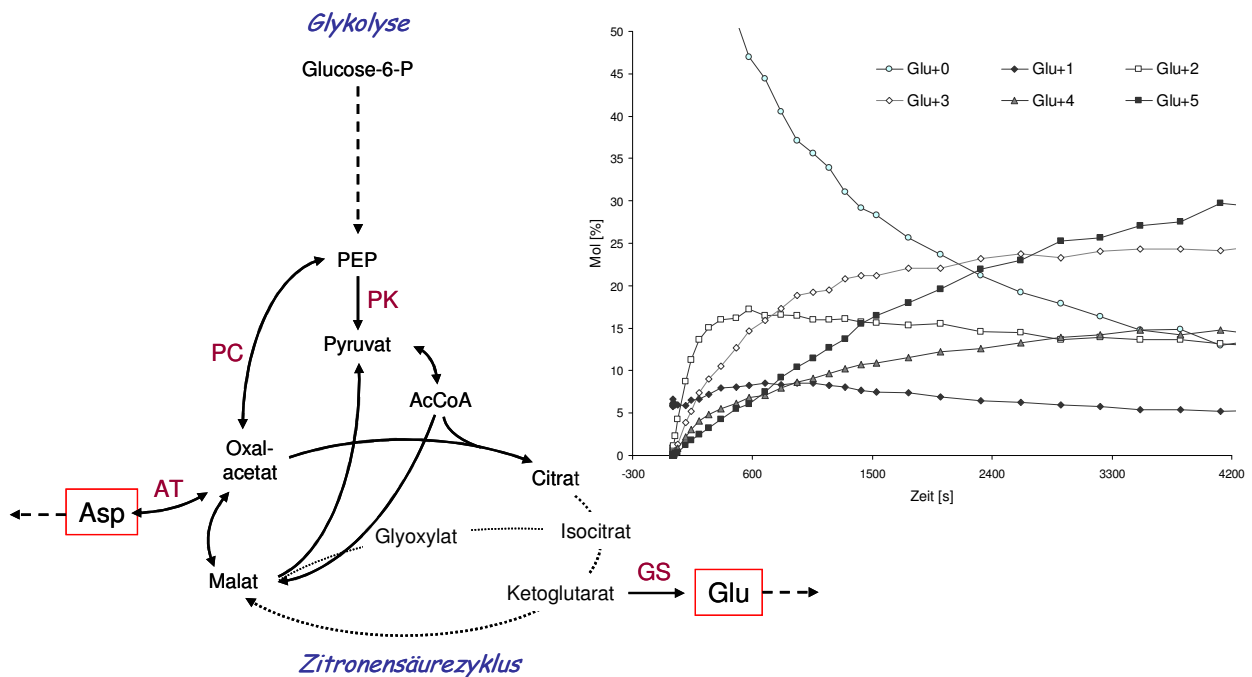 Glykolyse
Glucose-6-P
PEP
PK
Pyruvat
PC
AcCoA
Oxal-
acetat
Citrat
AT
Asp
Glyoxylat
Isocitrat
Malat
Ketoglutarat
GS
Glu
Zitronensäurezyklus
50
45
40
35
30
25
20
15
10
5
0
Mol [%]
Glu+0 Glu+1 Glu+2
Glu+3 Glu+4 Glu+5
-300 600 1500 2400 3300 4200
Zeit [s]